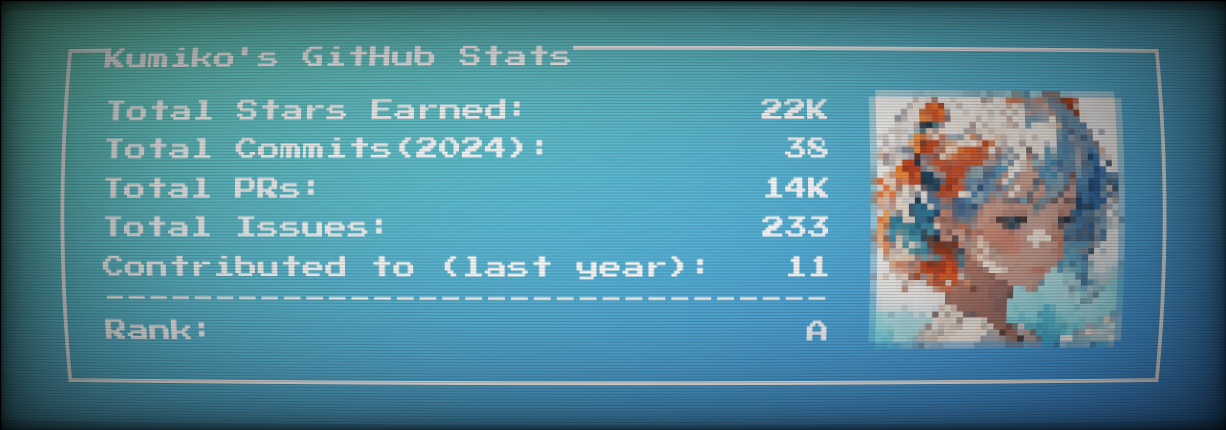 Kumiko's GitHub Stats
Total Stars Earned: 22K
Total Commits(2024): 38
Total PRs: 14K
Total Issues: 233
Contributed to (last year): 11
--------------------------------------
Rank: A